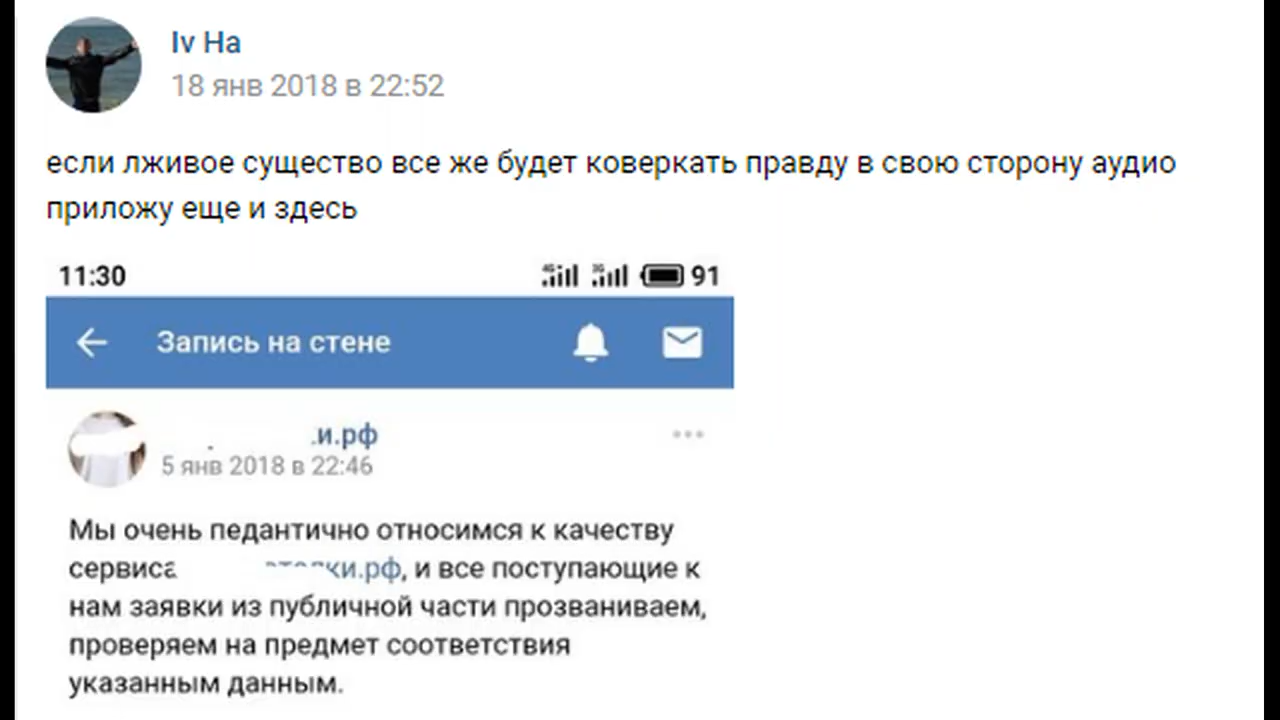 Iv Ha
18 янв 2018 в 22:52
если лживое существо все же будет коверкать правду в свою сторону аудио
приложу еще и здесь
11:30 91
Запись на стене
.и.рф
5 янв 2018 в 22:46
Мы очень педантично относимся к качеству
сервиса ки.рф, и все поступающие к
нам заявки из публичной части прозваниваем,
проверяем на предмет соответствия
указанным данным.